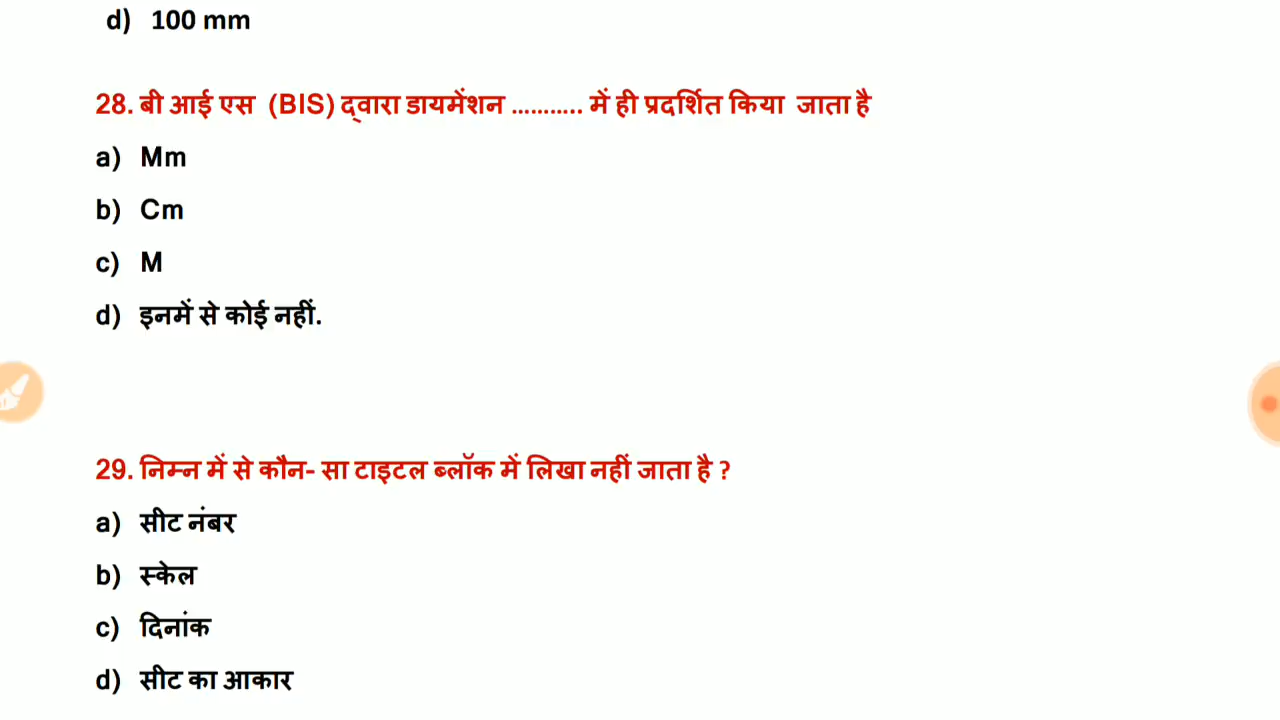 d) 100 mm
28. बी आई एस (BIS) द्वारा डायमेंशन ........... में ही प्रदर्शित किया जाता है
a) Mm
b) Cm
c) M
d) इनमें से कोई नहीं.
29. निम्न में से कौन- सा टाइटल ब्लॉक में लिखा नहीं जाता है ?
a) सीट नंबर
b) स्केल
c) दिनांक
d) सीट का आकार